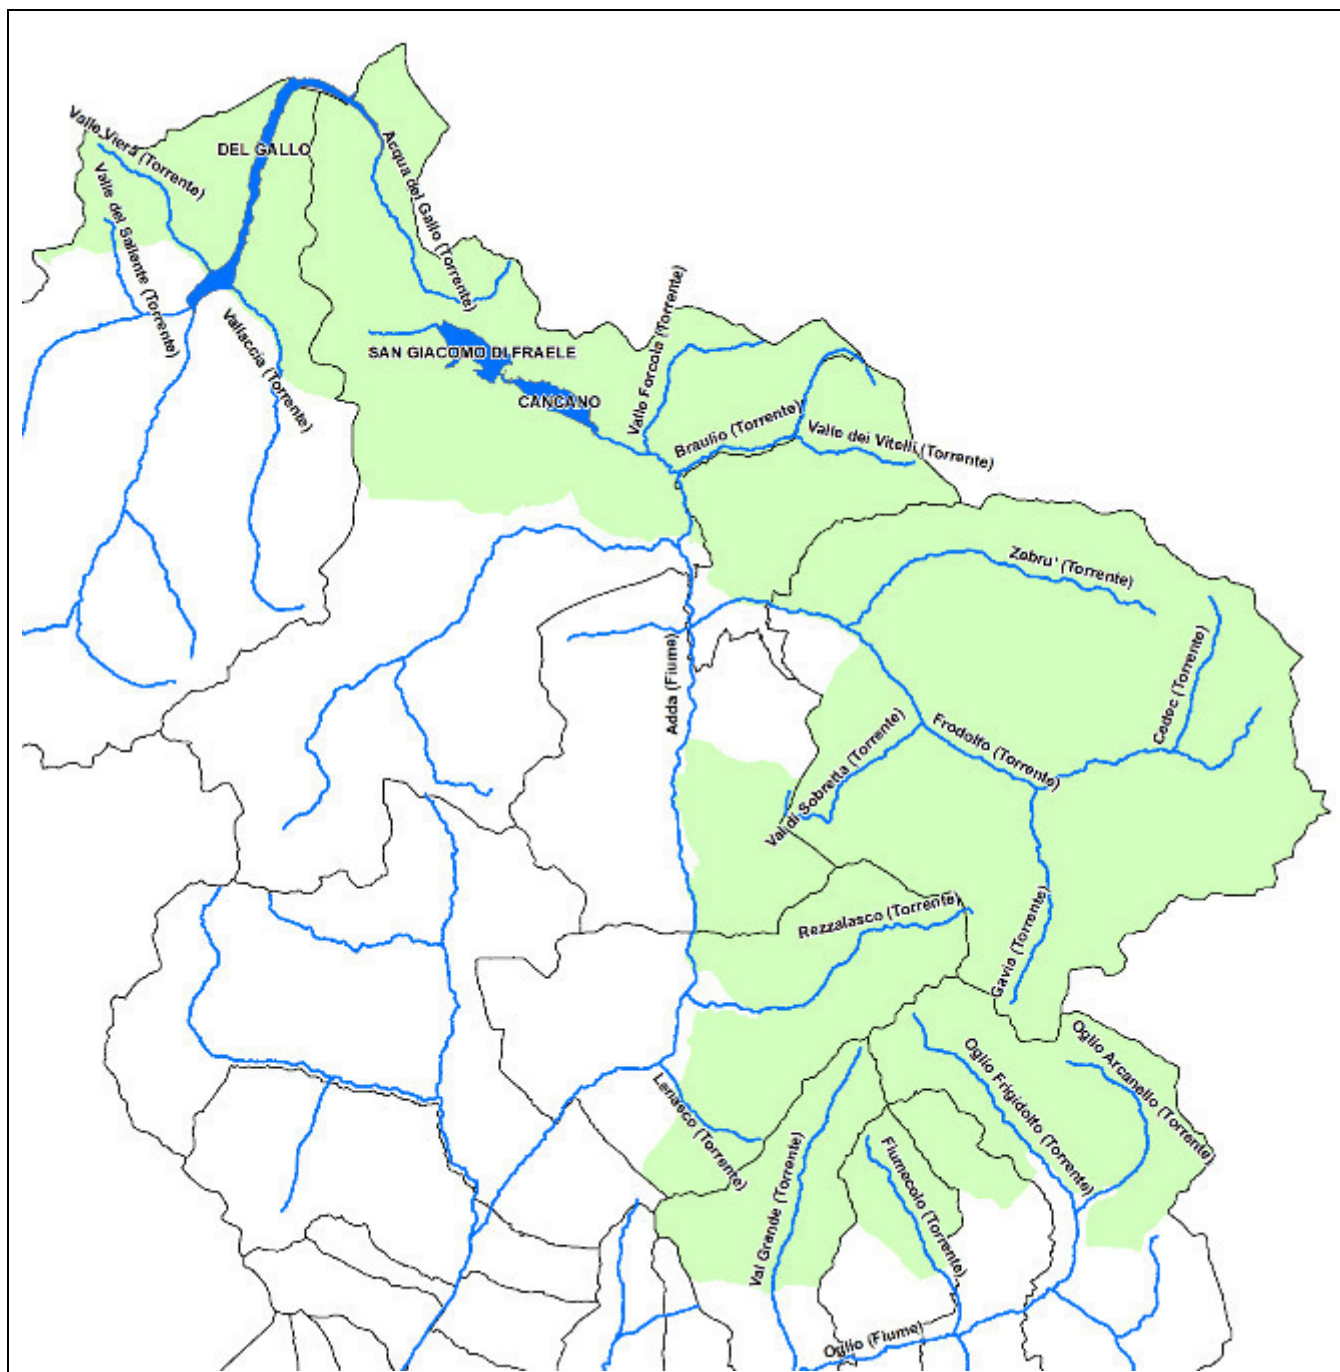 Valle Viera (Torrente)
DEL GALLO
Acqua del Gallo (Torrente)
Valle del Saliente (Torrente)
Vallaccia (Torrente)
SAN GIACOMO DI FRAELE
CANCANO
Valle Forcola (Torrente)
Braulio (Torrente)
Valle dei Vitelli (Torrente)
Zebru' (Torrente)
Adda (Fiume)
Cedec (Torrente)
Frodolfo (Torrente)
Val di Sobretta (Torrente)
Rezzalasco (Torrente)
Gavia (Torrente)
Oglio Arcanello (Torrente)
Oglio Frigidolfo (Torrente)
Lenasco (Torrente)
Val Grande (Torrente)
Fiumecolo (Torrente)
Oglio (Fiume)